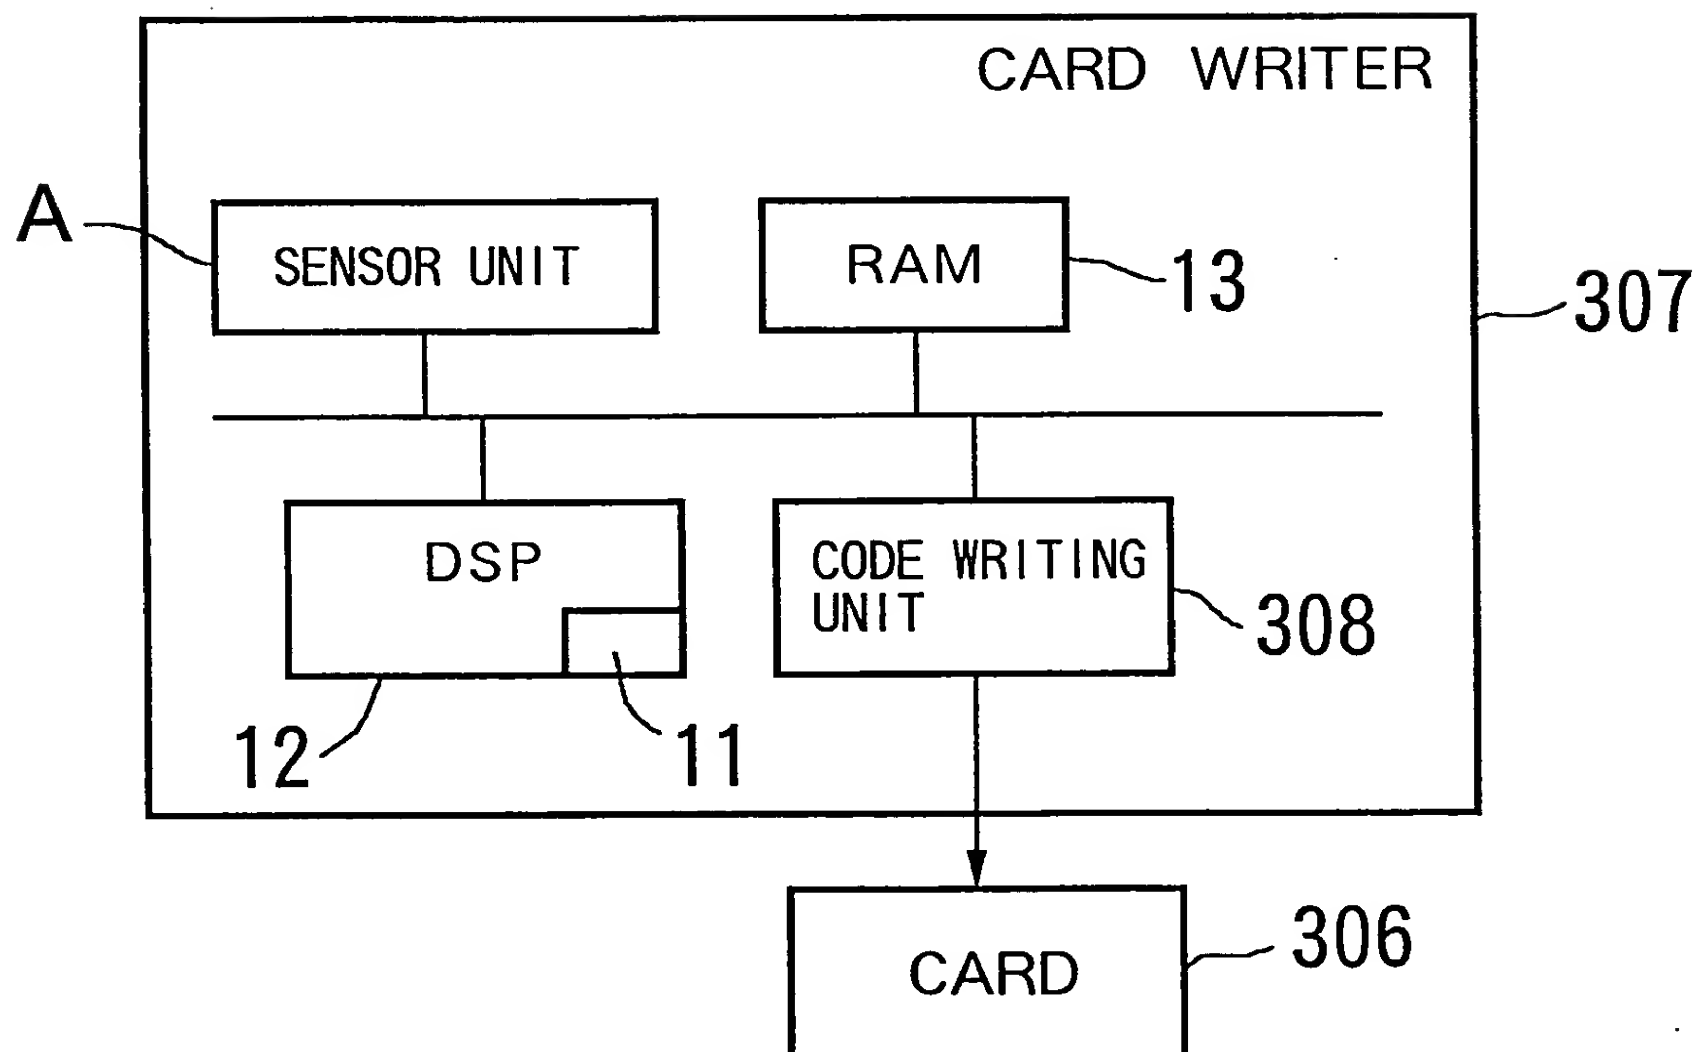 CARD WRITER
A
SENSOR UNIT
RAM
13
307
DSP
CODE WRITING
UNIT
308
12
11
CARD
306